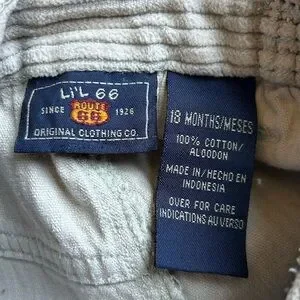 Li'L 66
SINCE ROUTE 66 1926
ORIGINAL CLOTHING CO.
18 MONTHS/MESES
100% COTTON/
ALGODON
MADE IN/HECHO EN
INDONESIA
OVER FOR CARE
INDICATIONS AU VERSO